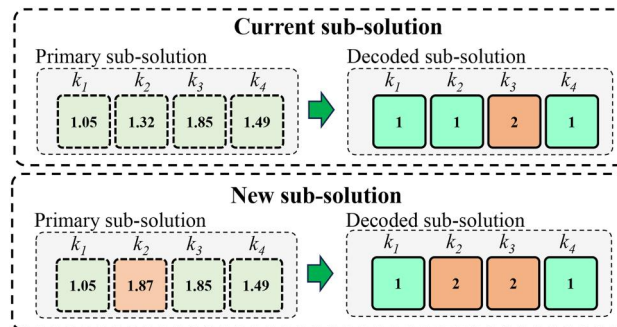 Current sub-solution
Primary sub-solution
k1 k2 k3 k4
1.05 1.32 1.85 1.49
Decoded sub-solution
k1 k2 k3 k4
1 1 2 1
New sub-solution
Primary sub-solution
k1 k2 k3 k4
1.05 1.87 1.85 1.49
Decoded sub-solution
k1 k2 k3 k4
1 2 2 1